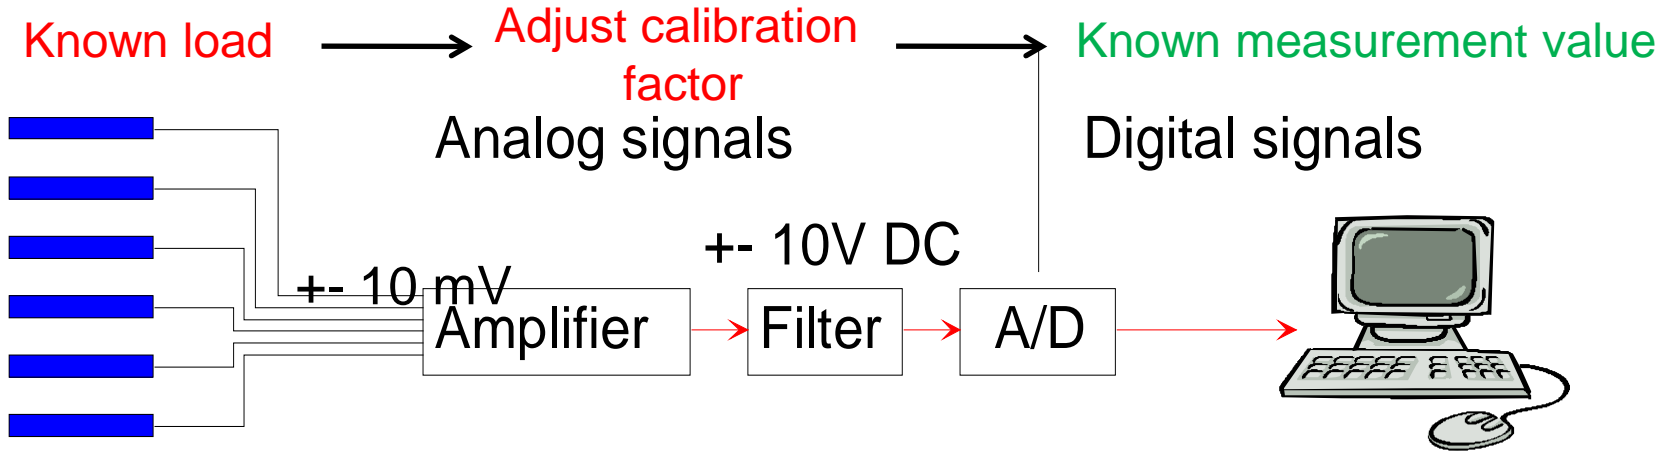 Known load
Adjust calibration
factor
Known measurement value
Analog signals
Digital signals
+- 10 mV
+- 10V DC
Amplifier
Filter
A/D